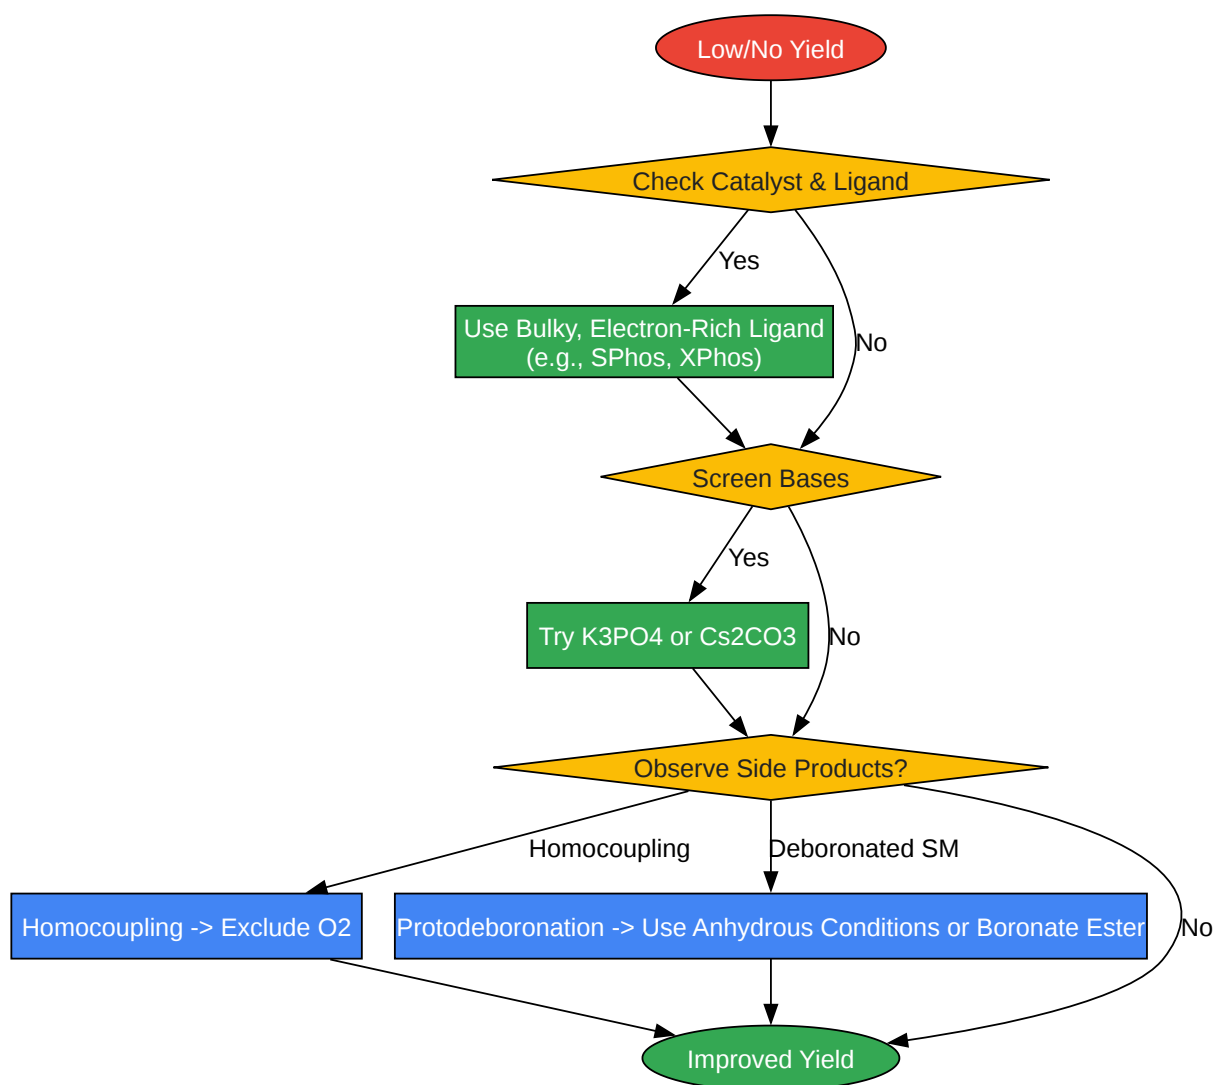 Low/No Yield
Check Catalyst & Ligand
Yes
Use Bulky, Electron-Rich Ligand
(e.g., SPhos, XPhos)
No
Screen Bases
Yes
Try K3PO4 or Cs2CO3
No
Observe Side Products?
Homocoupling
Deboronated SM
Homocoupling -> Exclude O2
Protodeboronation -> Use Anhydrous Conditions or Boronate Ester
No
Improved Yield